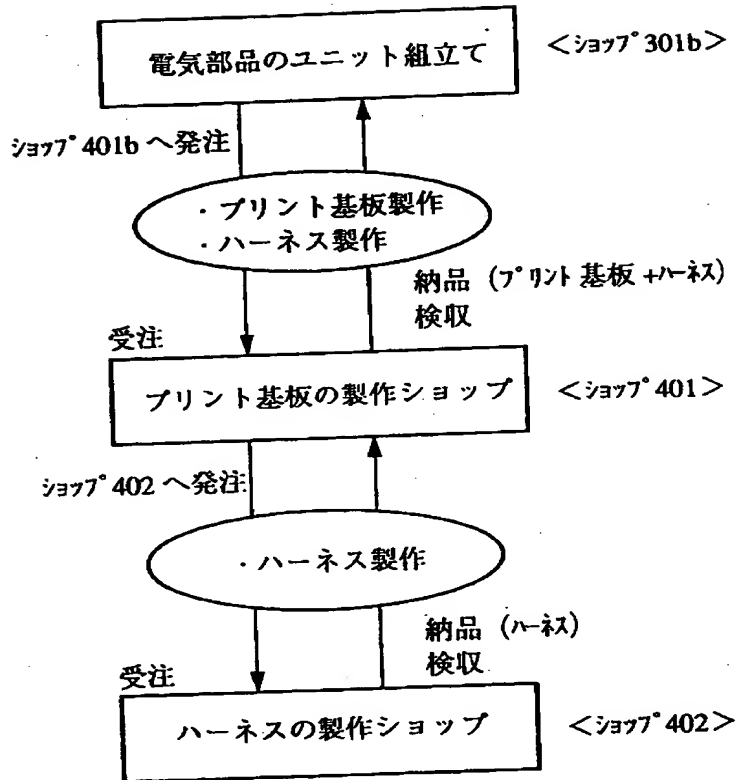 電気部品のユニット組立て
<ショップ301b>
ショップ401bへ発注
・プリント基板製作
・ハーネス製作
納品(プリント基板+ハーネス)
検収
受注
プリント基板の製作ショップ
<ショップ401>
ショップ402へ発注
・ハーネス製作
納品(ハーネス)
検収
受注
ハーネスの製作ショップ
<ショップ402>